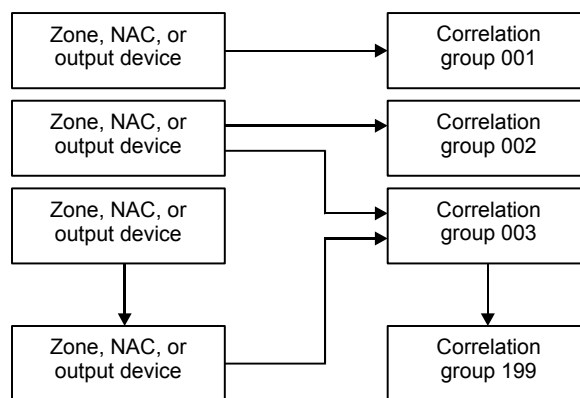 Zone, NAC, or
output device
Correlation
group 001
Zone, NAC, or
output device
Correlation
group 002
Zone, NAC, or
output device
Correlation
group 003
Zone, NAC, or
output device
Correlation
group 199